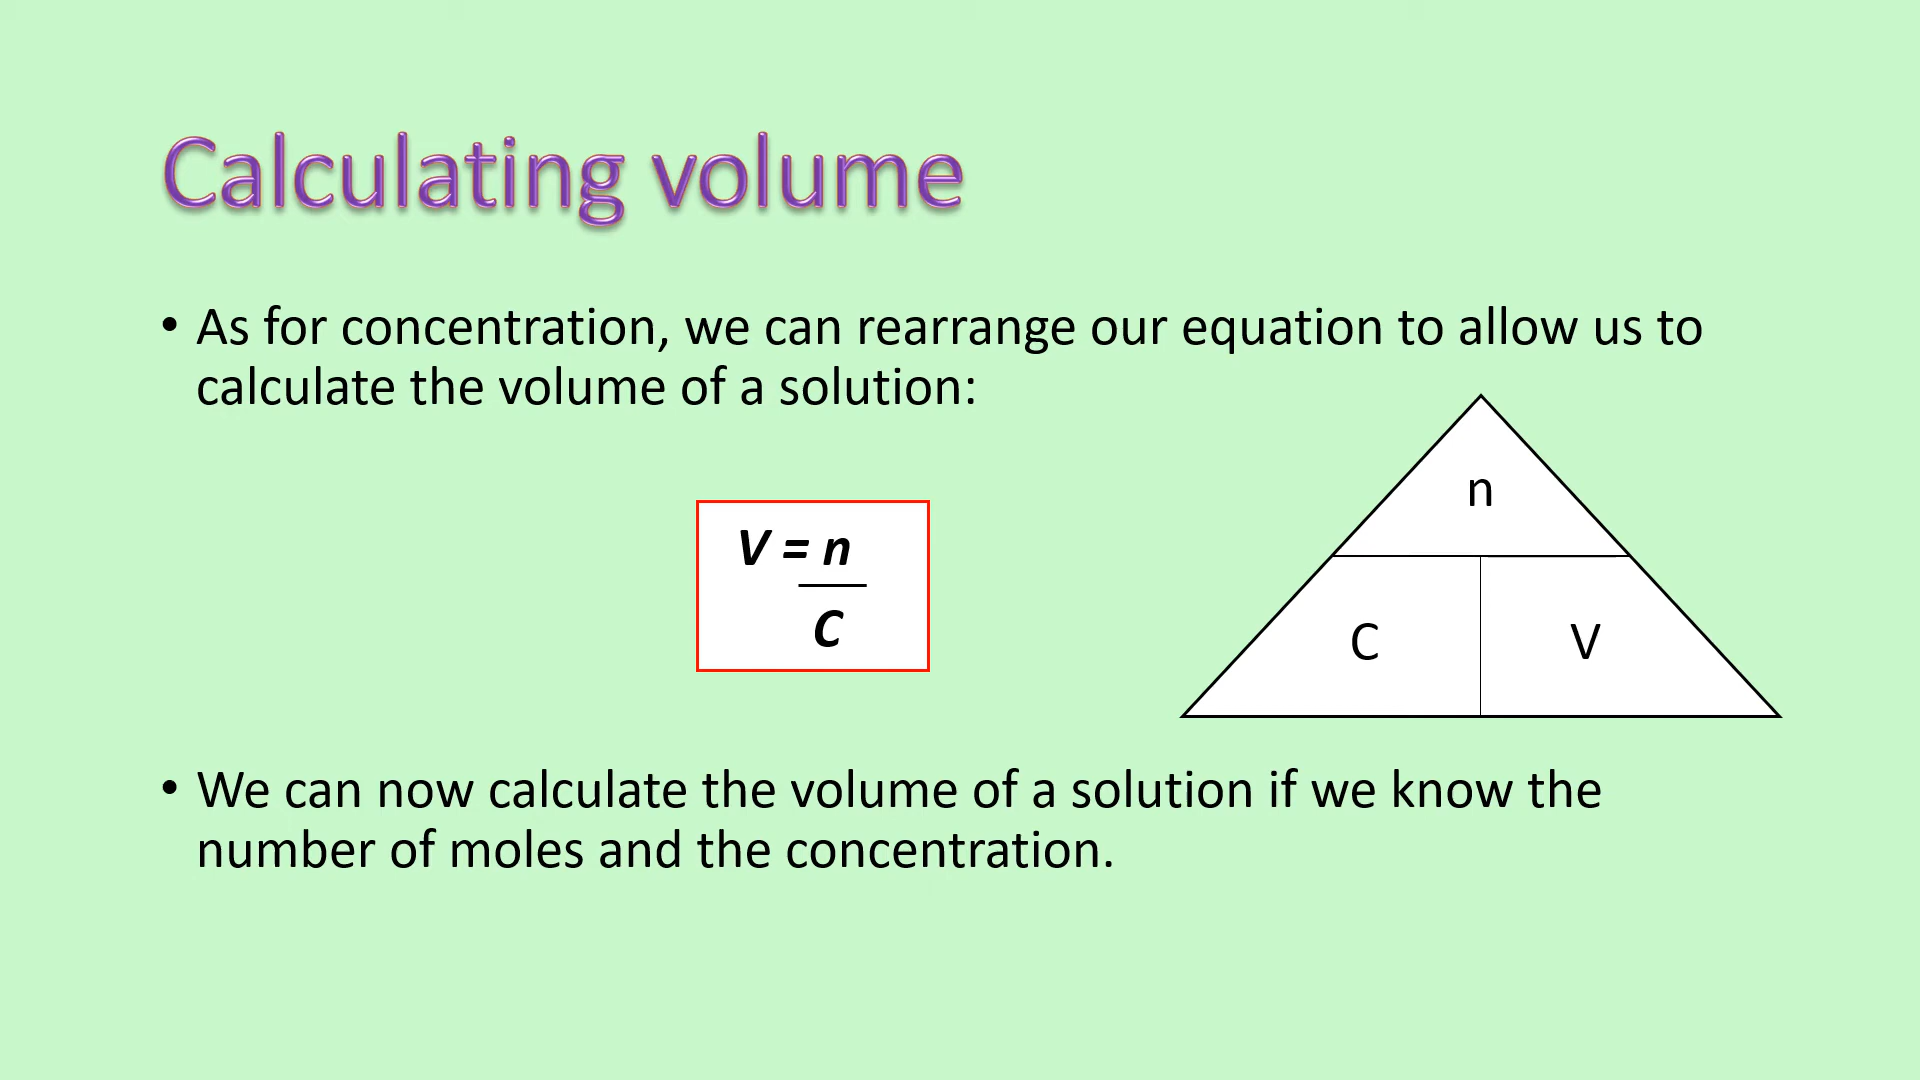 Calculating volume
• As for concentration, we can rearrange our equation to allow us to
calculate the volume of a solution:
V = n
C
n
C V
• We can now calculate the volume of a solution if we know the
number of moles and the concentration.